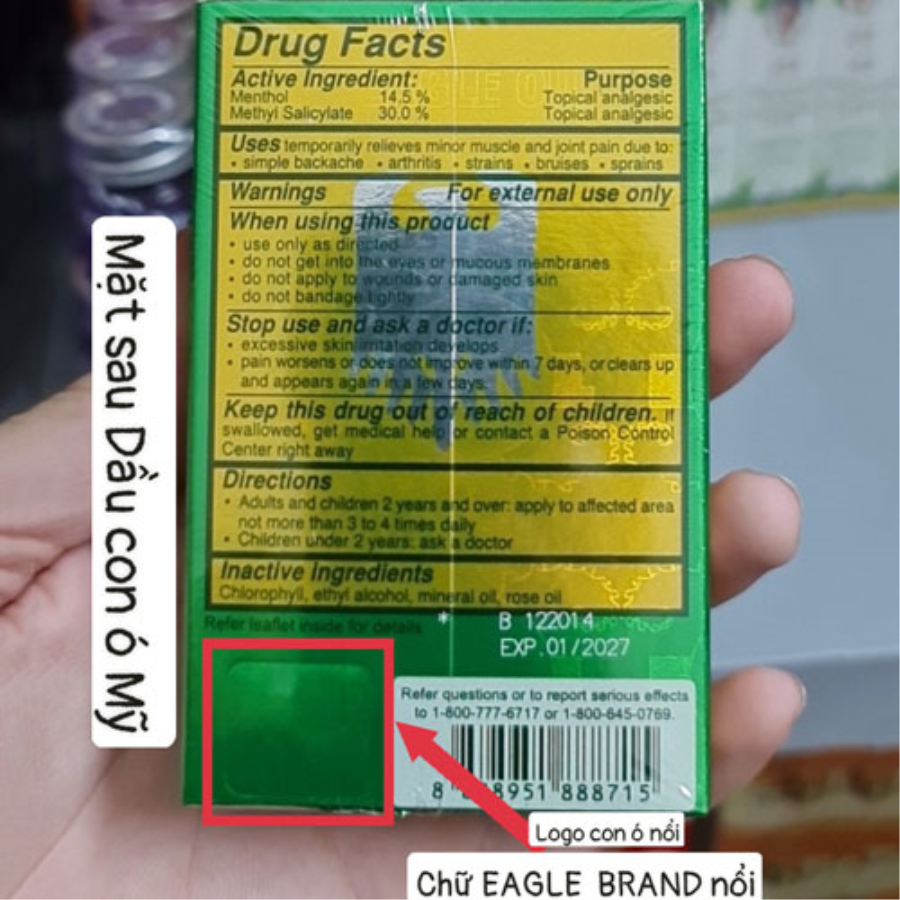 Drug Facts
Active Ingredient: Purpose
Menthol 14.5 % Topical analgesic
Methyl Salicylate 30.0 % Topical analgesic
Uses temporarily relieves minor muscle and joint pain due to:
• simple backache • arthritis • strains • bruises • sprains
Warnings For external use only
When using this product
• use only as directed
• do not get into the eyes or mucous membranes
• do not apply to wounds or damaged skin
• do not bandage tightly
Stop use and ask a doctor if:
• excessive skin irritation develops
• pain worsens or does not improve within 7 days, or clears up
and appears again in a few days.
Keep this drug out of reach of children. If
swallowed, get medical help or contact a Poison Control
Center right away
Directions
• Adults and children 2 years and over: apply to affected area
not more than 3 to 4 times daily
• Children under 2 years: ask a doctor
Inactive Ingredients
Chlorophyll, ethyl alcohol, mineral oil, rose oil
Refer leaflet inside for details * B 122014
EXP.01/2027
Refer questions or to report serious effects
to 1-800-777-6717 or 1-800-645-0769.
8951 888715
Mặt sau Dầu con ó Mỹ
Logo con ó nổi
Chữ EAGLE BRAND nổi